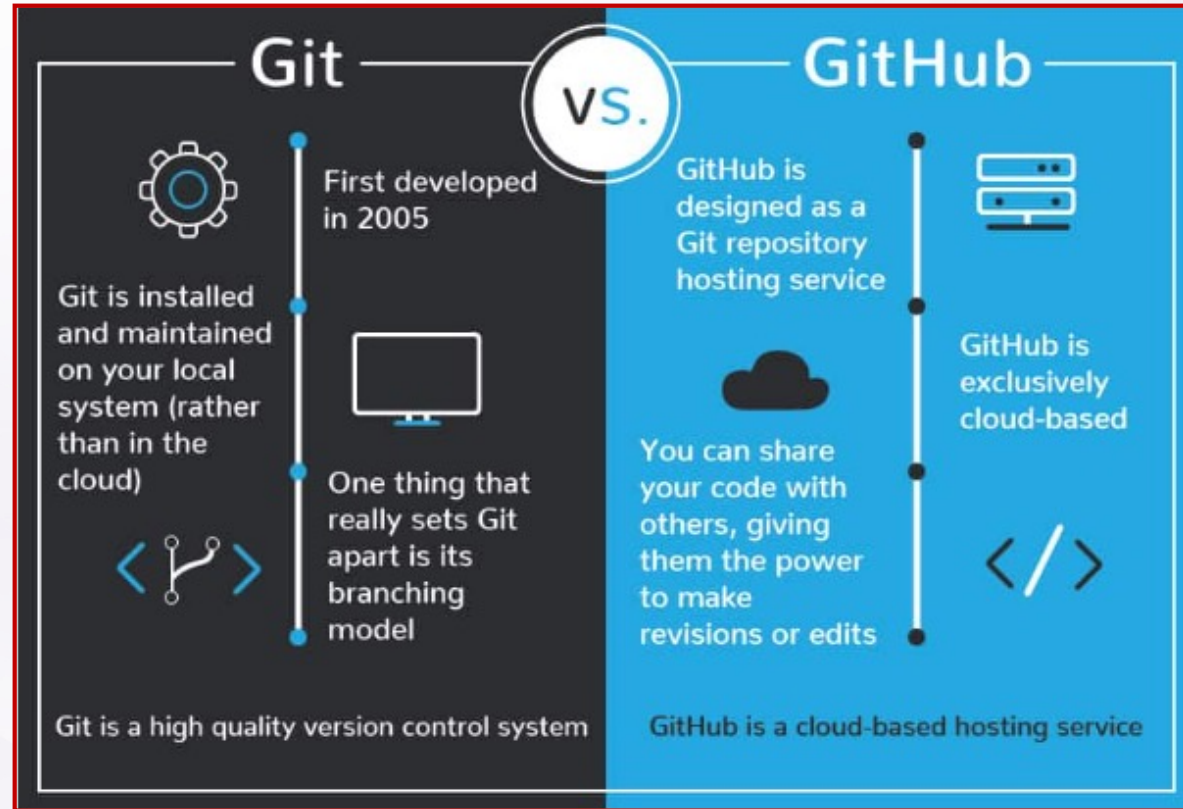 Git
vs.
GitHub
First developed
in 2005
Git is installed
and maintained
on your local
system (rather
than in the
cloud)
One thing that
really sets Git
apart is its
branching
model
Git is a high quality version control system
GitHub is
designed as a
Git repository
hosting service
GitHub is
exclusively
cloud-based
You can share
your code with
others, giving
them the power
to make
revisions or edits
GitHub is a cloud-based hosting service